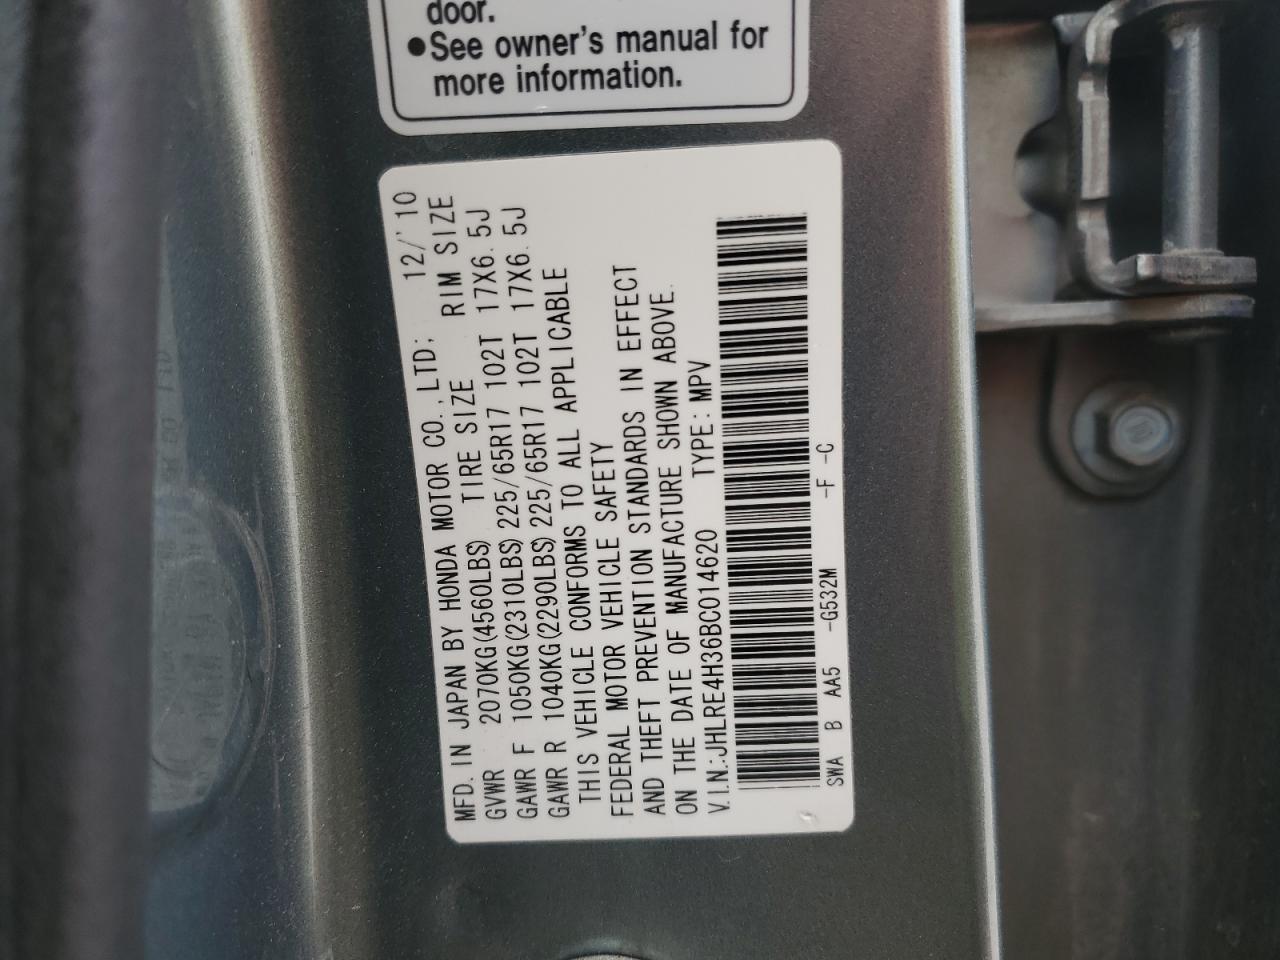 door.
●See owner's manual for
more information.
MFD. IN JAPAN BY HONDA MOTOR CO., LTD; 12/'10
GVWR 2070KG(4560LBS) TIRE SIZE RIM SIZE
GAWR F 1050KG(2310LBS)225/65R17 102T 17X6.5J
GAWR R 1040KG(2290LBS)225/65R17 102T 17X6.5J
THIS VEHICLE CONFORMS TO ALL APPLICABLE
FEDERAL MOTOR VEHICLE SAFETY
AND THEFT PREVENTION STANDARDS IN EFFECT
ON THE DATE OF MANUFACTURE SHOWN ABOVE.
V.I.N.:JHLRE4H36BC014620 TYPE:MPV
SWA B AA5 -G532M -F -C